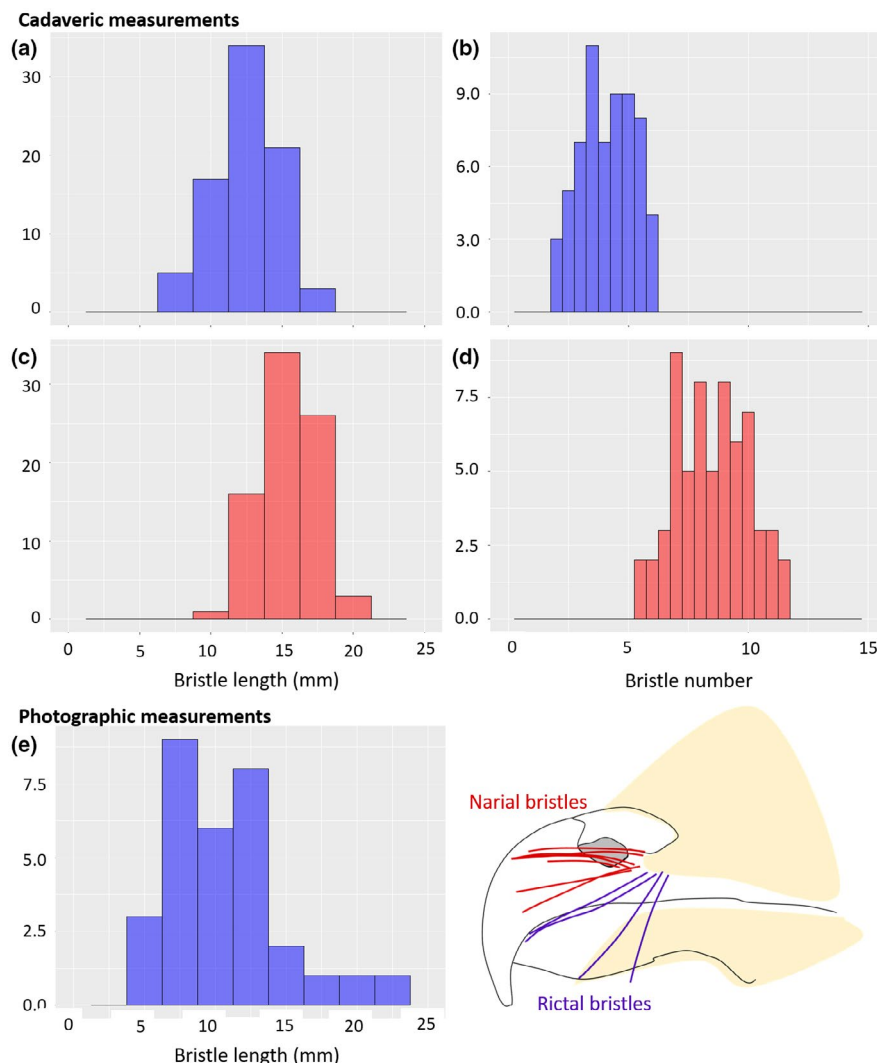 Cadaveric measurements
(a)
30
20
10
0
(b)
9.0
6.0
3.0
0.0
(c)
30
20
10
0
0 5 10 15 20 25
Bristle length (mm)
(d)
7.5
5.0
2.5
0.0
0 5 10 15
Bristle number
Photographic measurements
(e)
7.5
5.0
2.5
0.0
0 5 10 15 20 25
Bristle length (mm)
Narial bristles
Rictal bristles